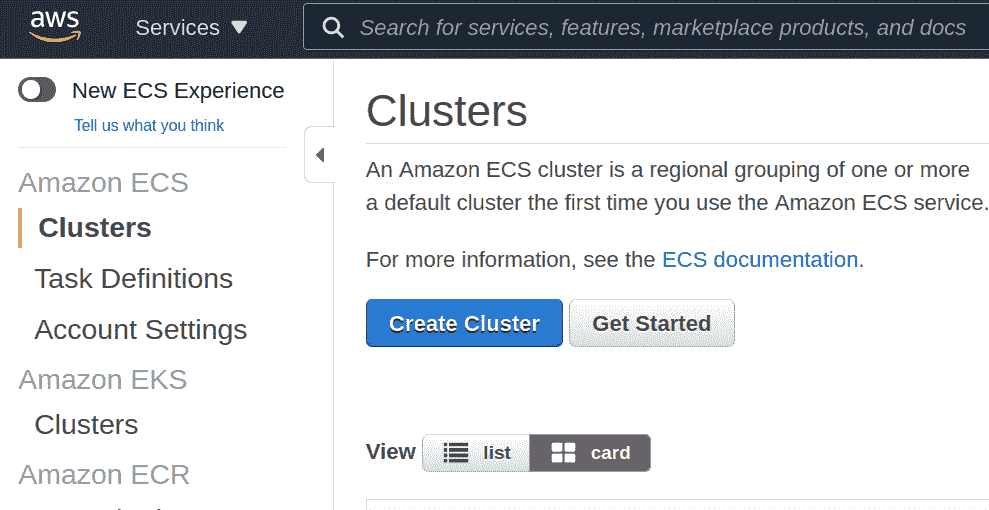 aws
Services
Search for services, features, marketplace products, and docs
New ECS Experience
Tell us what you think
Amazon ECS
Clusters
Task Definitions
Account Settings
Amazon EKS
Clusters
Amazon ECR
Clusters
An Amazon ECS cluster is a regional grouping of one or more
a default cluster the first time you use the Amazon ECS service.
For more information, see the ECS documentation.
Create Cluster
Get Started
View
list
card